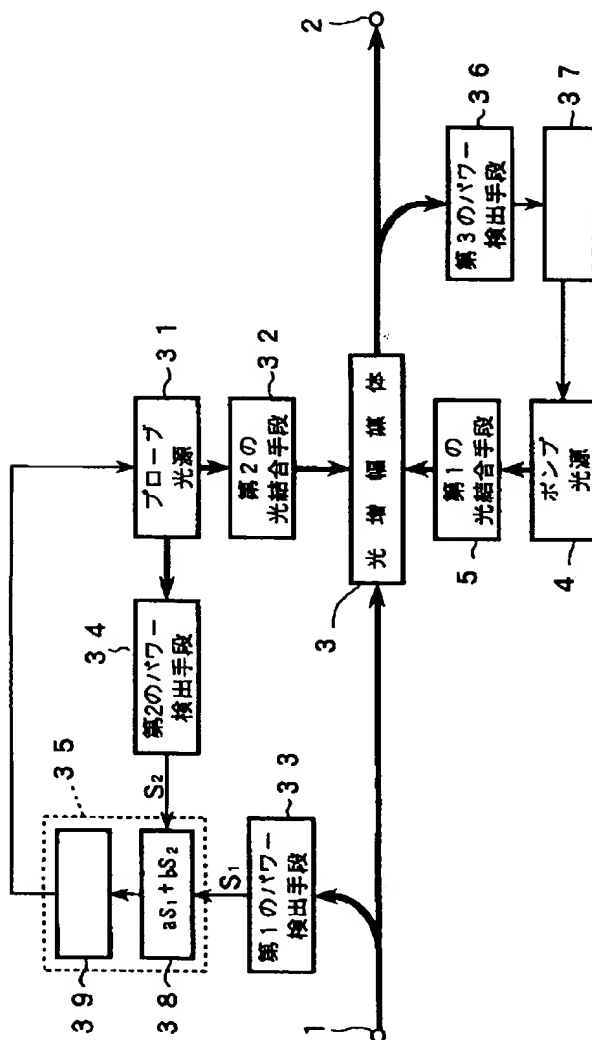 1
2
3
光増幅媒体
4
ポンプ
光源
5
第1の
光結合手段
31
プローブ
光源
32
第2の
光結合手段
33
第1のパワー
検出手段
S1
34
第2のパワー
検出手段
S2
35
36
第3のパワー
検出手段
37
38
aS1+bS2
39